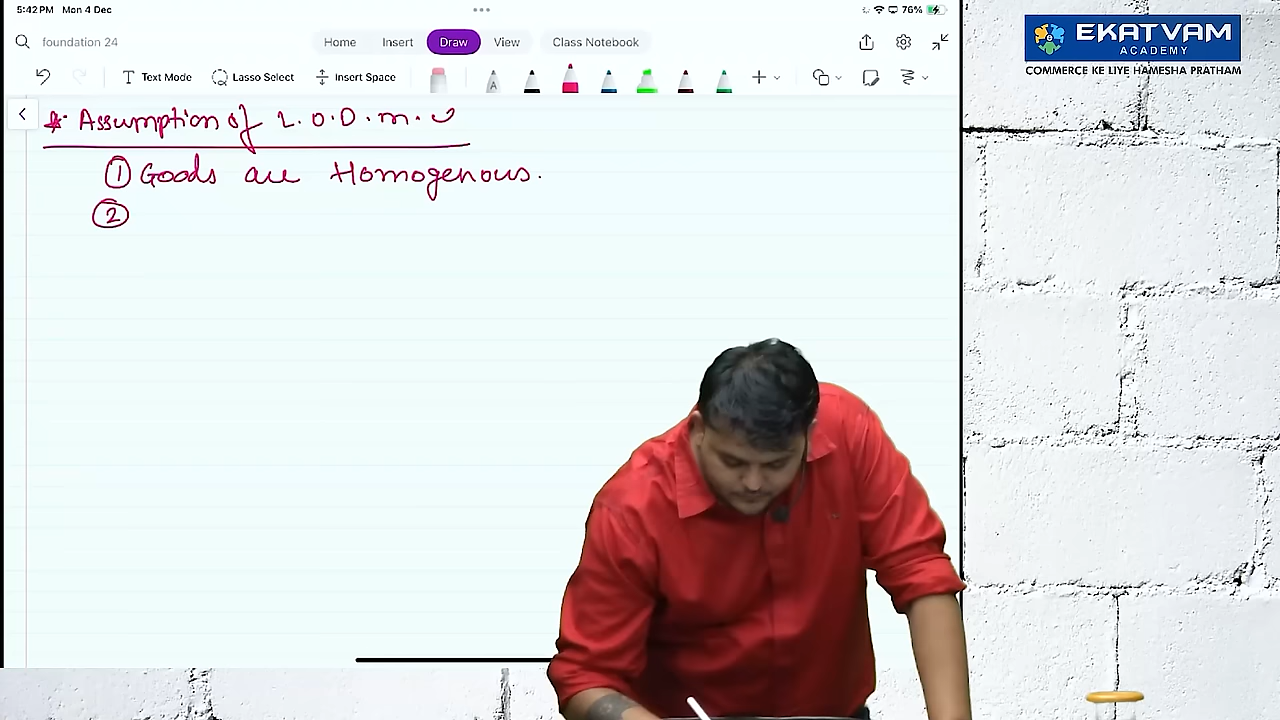 5:42 PM Mon 4 Dec
76%
foundation 24
Home Insert Draw View Class Notebook
Text Mode Lasso Select Insert Space
EKATVAM
ACADEMY
COMMERCE KE LIYE HAMESHA PRATHAM
* Assumption of L.O.D.M.U
① Goods are Homogenous.
②